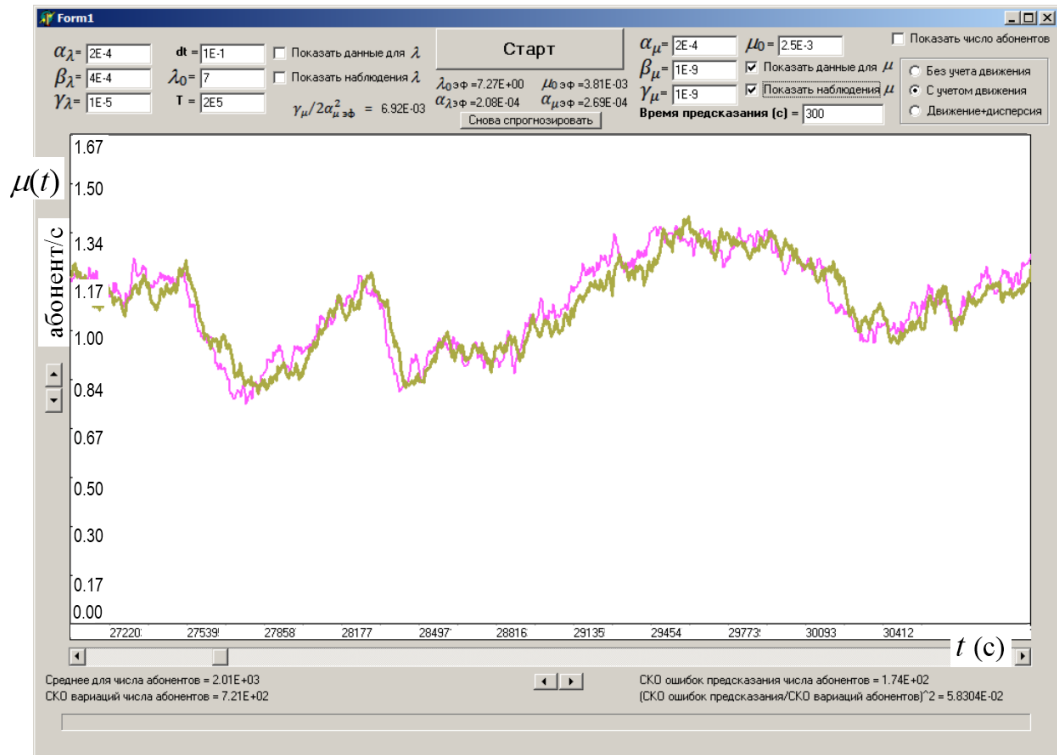 Form1
αλ= 2E-4 dt = 1E-1 Показать данные для λ
βλ= 4E-4 λ0= 7 Показать наблюдения λ
γλ= 1E-5 T = 2E5 γμ/2α²μ эф = 6.92E-03
Старт
λ0эф =7.27E+00 μ0эф =3.81E-03
αλэф =2.08E-04 αμэф =2.69E-04
Снова спрогнозировать
αμ= 2E-4 μ0= 2.5E-3 Показать число абонентов
βμ= 1E-9 Показать данные для μ
γμ= 1E-9 Показать наблюдения μ
Время предсказания (с) = 300
Без учета движения
С учетом движения
Движение+дисперсия
μ(t)
абонент/с
1.67
1.50
1.34
1.17
1.00
0.84
0.67
0.50
0.30
0.17
0.00
27220 27539 27858 28177 28497 28816 29135 29454 29773 30093 30412
t (с)
Среднее для числа абонентов = 2.01E+03 СКО ошибок предсказания числа абонентов = 1.74E+02
СКО вариаций числа абонентов = 7.21E+02 (СКО ошибок предсказания/СКО вариаций абонентов)^2 = 5.8304E-02